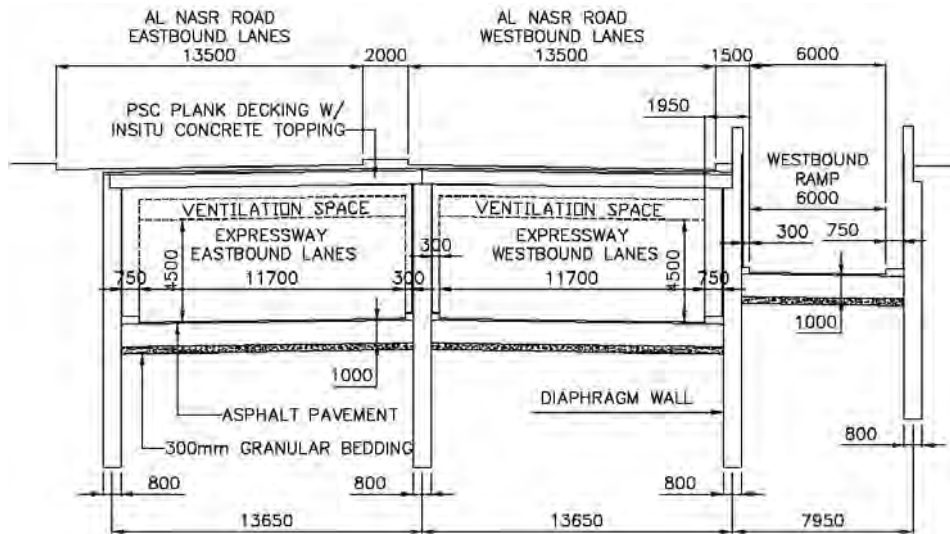 AL NASR ROAD
EASTBOUND LANES
AL NASR ROAD
WESTBOUND LANES
13500
2000
13500
1500
6000
PSC PLANK DECKING W/
INSITU CONCRETE TOPPING
1950
WESTBOUND
RAMP
6000
VENTILATION SPACE
VENTILATION SPACE
EXPRESSWAY
EASTBOUND LANES
300
EXPRESSWAY
WESTBOUND LANES
300
750
750
4500
11700
300
11700
4500
750
1000
1000
DIAPHRAGM WALL
ASPHALT PAVEMENT
300mm GRANULAR BEDDING
800
800
800
800
13650
13650
7950